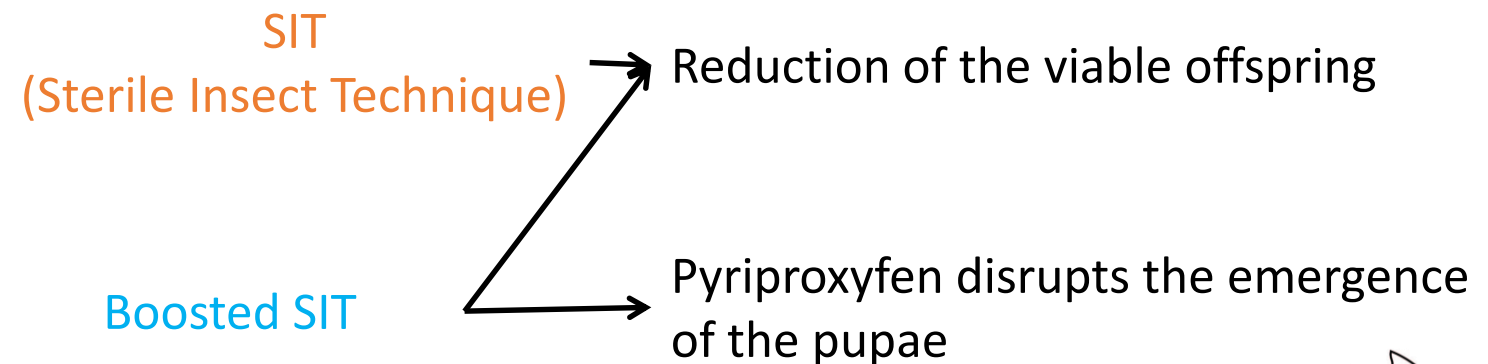 SIT
(Sterile Insect Technique)
Reduction of the viable offspring
Boosted SIT
Pyriproxyfen disrupts the emergence
of the pupae